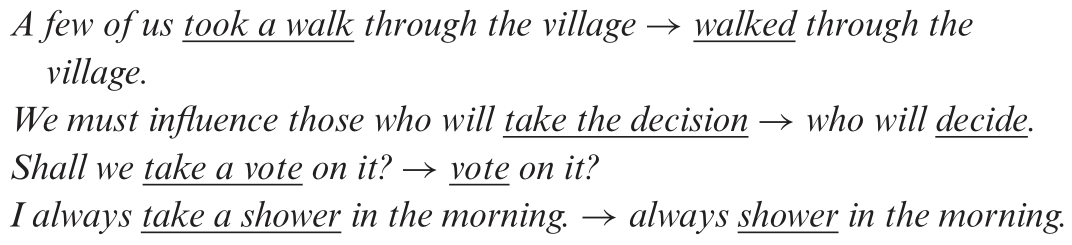 A few of us took a walk through the village → walked through the
village.
We must influence those who will take the decision → who will decide.
Shall we take a vote on it? → vote on it?
I always take a shower in the morning. → always shower in the morning.